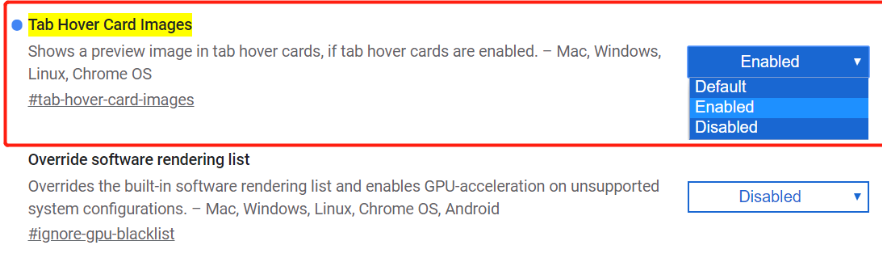 Tab Hover Card Images
Shows a preview image in tab hover cards, if tab hover cards are enabled. – Mac, Windows,
Linux, Chrome OS
#tab-hover-card-images
Enabled
Default
Enabled
Disabled
Override software rendering list
Overrides the built-in software rendering list and enables GPU-acceleration on unsupported
system configurations. – Mac, Windows, Linux, Chrome OS, Android
#ignore-gpu-blacklist
Disabled